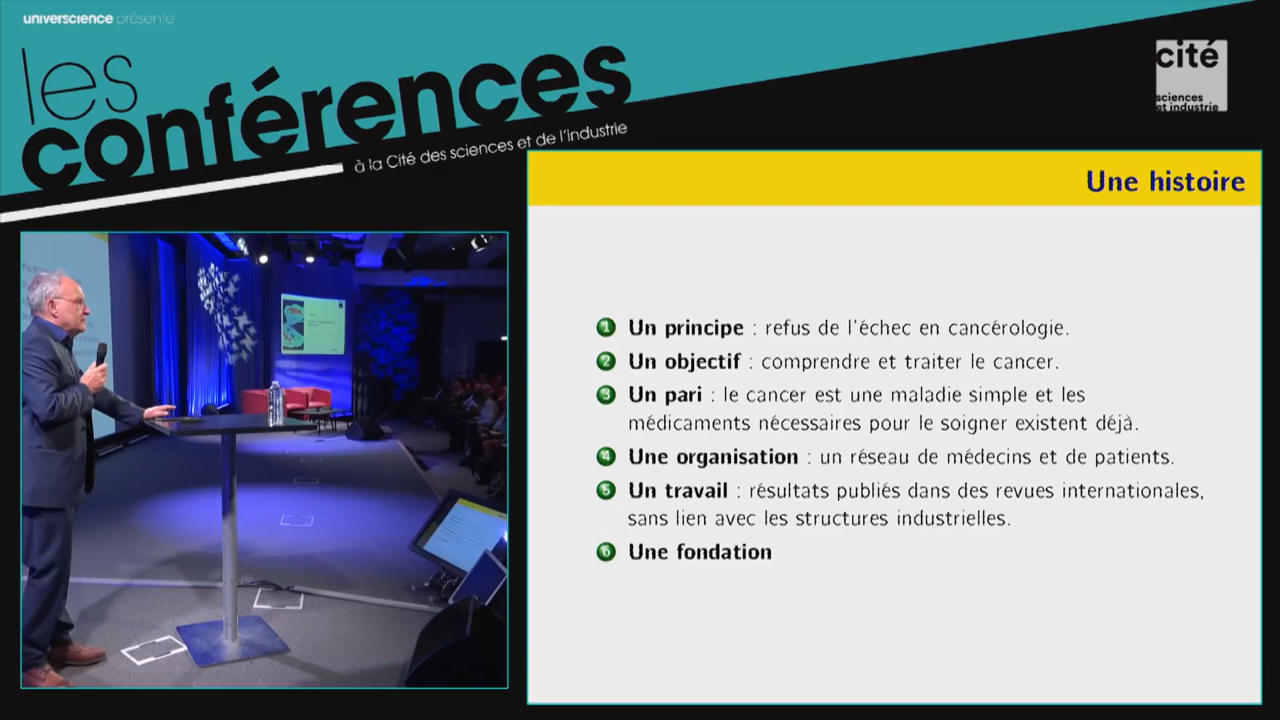 universcience présente
les
conférences
à la Cité des sciences et de l'industrie
cité
sciences
et industrie
Une histoire
1 Un principe : refus de l'échec en cancérologie.
2 Un objectif : comprendre et traiter le cancer.
3 Un pari : le cancer est une maladie simple et les
médicaments nécessaires pour le soigner existent déjà.
4 Une organisation : un réseau de médecins et de patients.
5 Un travail : résultats publiés dans des revues internationales,
sans lien avec les structures industrielles.
6 Une fondation